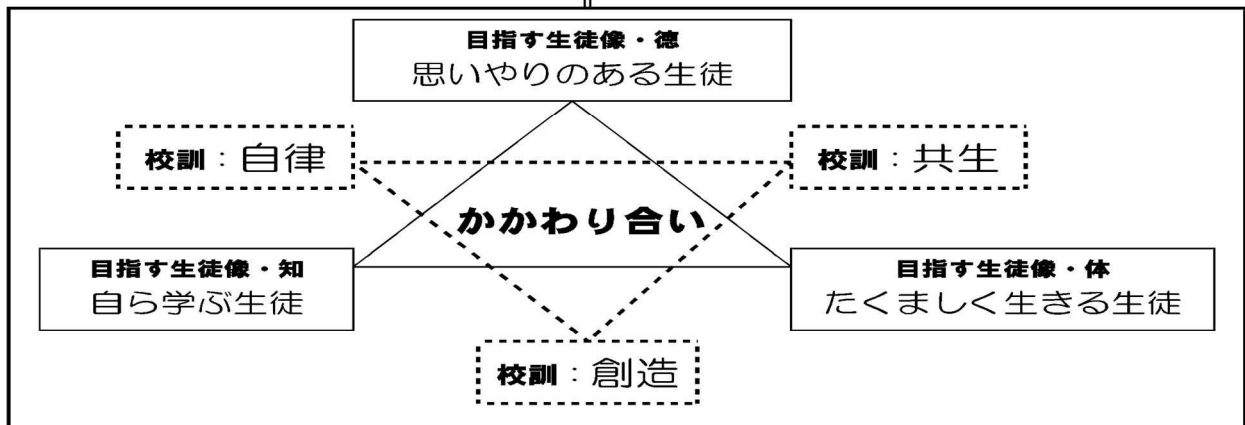 目指す生徒像・徳
思いやりのある生徒
校訓：自律
校訓：共生
かかわり合い
目指す生徒像・知
自ら学ぶ生徒
目指す生徒像・体
たくましく生きる生徒
校訓：創造